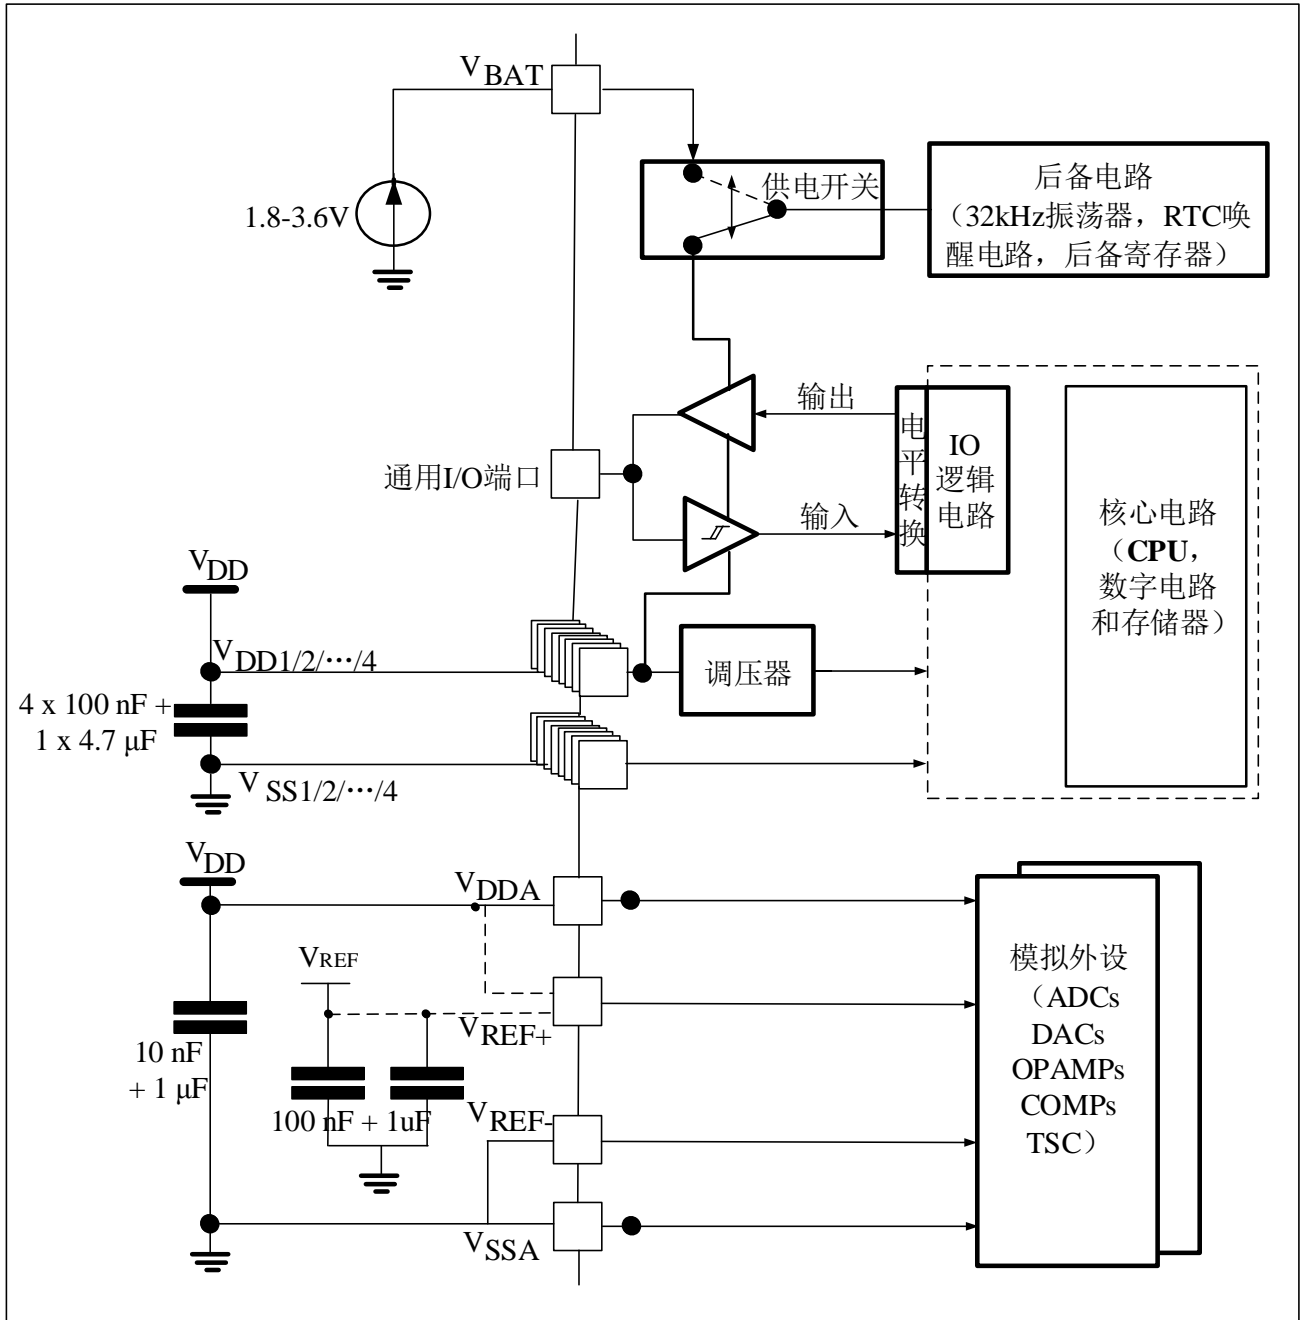 VBAT
供电开关
后备电路
（32kHz振荡器，RTC唤
醒电路，后备寄存器）
1.8-3.6V
输出
电平转换
IO
逻辑
电路
通用I/O端口
输入
核心电路
（CPU，
数字电路
和存储器）
VDD
VDD1/2/···/4
调压器
4 x 100 nF +
1 x 4.7 μF
VSS1/2/···/4
VDD
VDDA
VREF
VREF+
10 nF
+ 1 μF
100 nF + 1uF
VREF-
VSSA
模拟外设
（ADCs
DACs
OPAMPs
COMPs
TSC）